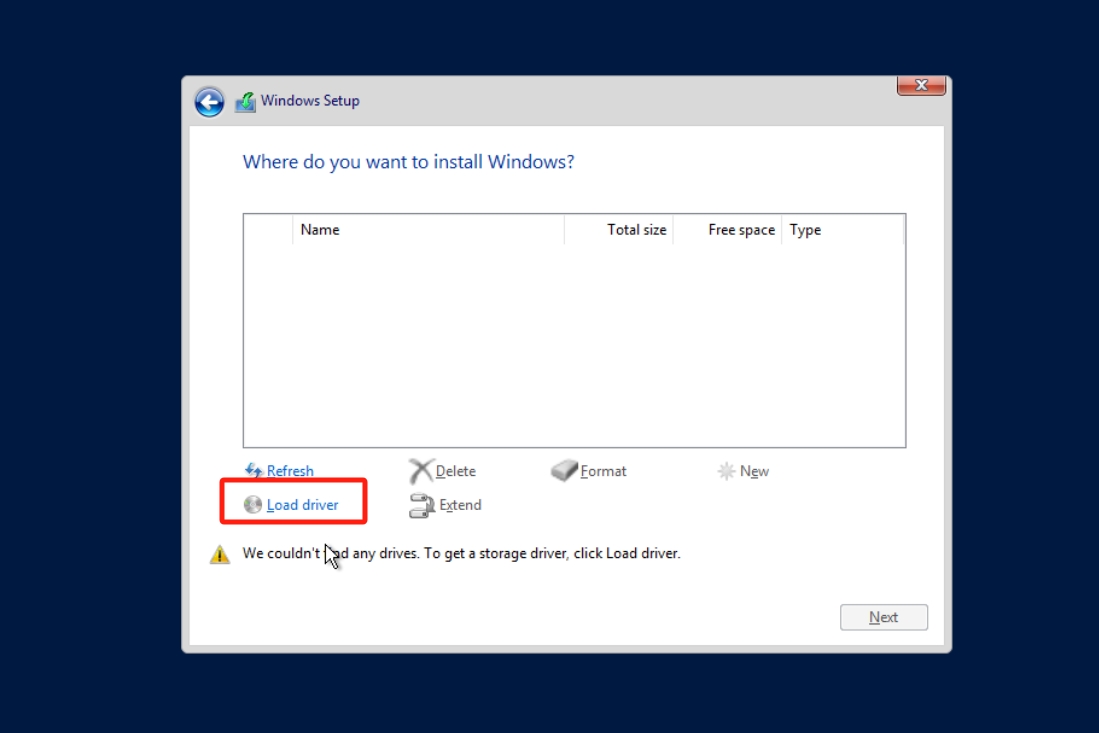 Windows Setup
Where do you want to install Windows?
Name Total size Free space Type
Refresh Delete Format New
Load driver Extend
We couldn't find any drives. To get a storage driver, click Load driver.
Next